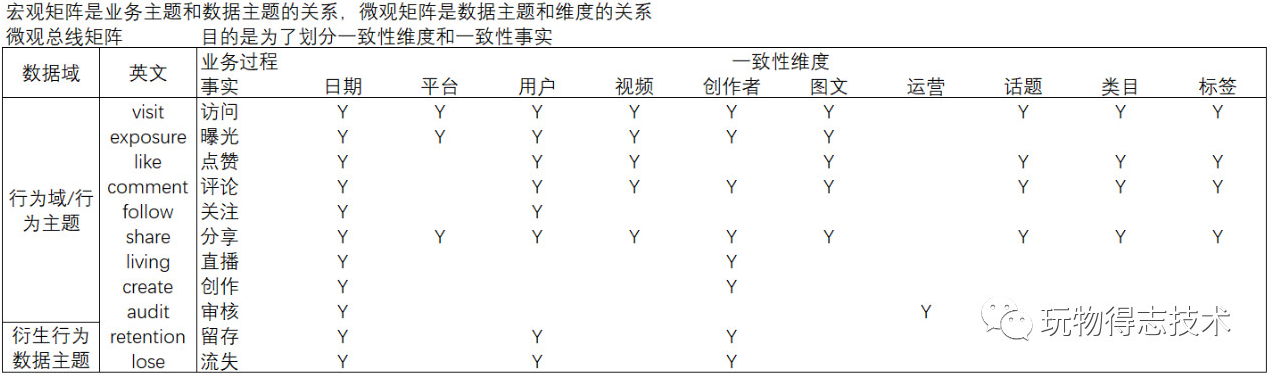 宏观矩阵是业务主题和数据主题的关系，微观矩阵是数据主题和维度的关系
微观总线矩阵 目的是为了划分一致性维度和一致性事实
数据域 英文 业务过程 一致性维度
事实 日期 平台 用户 视频 创作者 图文 运营 话题 类目 标签
行为域/行为主题
visit 访问 Y Y Y Y Y Y Y Y Y
exposure 曝光 Y Y Y Y Y Y
like 点赞 Y Y Y Y Y Y Y
comment 评论 Y Y Y Y Y Y Y Y
follow 关注 Y Y
share 分享 Y Y Y Y Y Y Y Y Y
living 直播 Y Y
create 创作 Y Y
audit 审核 Y Y
衍生行为
数据主题
retention 留存 Y Y Y
lose 流失 Y Y Y
玩物得志技术